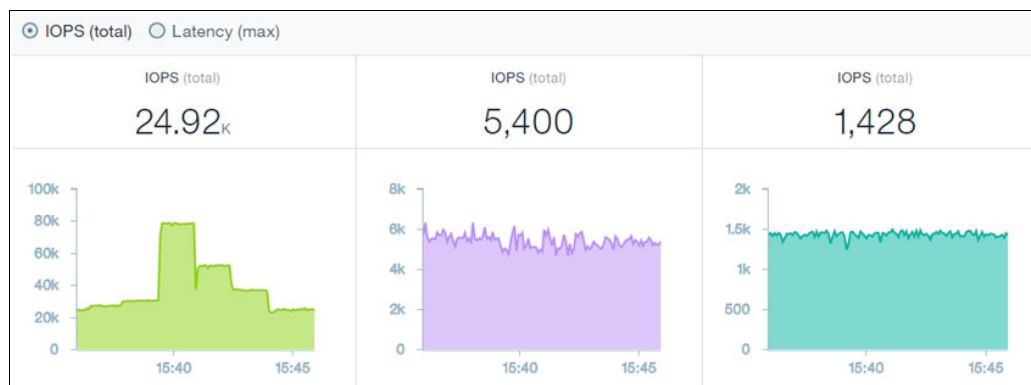 IOPS (total) Latency (max)
IOPS (total)
24.92K
IOPS (total)
5,400
IOPS (total)
1,428
100k
80k
60k
40k
20k
0
15:40 15:45
8k
6k
4k
2k
0
15:40 15:45
2k
1.5k
1k
500
0
15:40 15:45